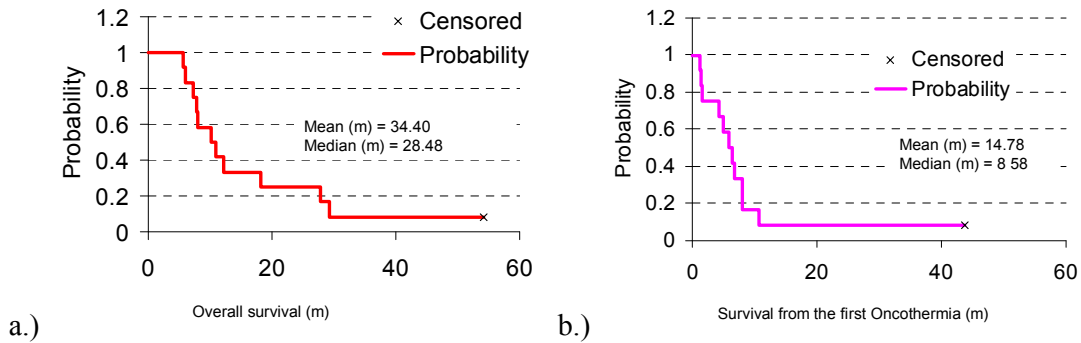 1.2
1
0.8
0.6
0.4
0.2
0
Probability
× Censored
Probability
Mean (m) = 34.40
Median (m) = 28.48
0 20 40 60
Overall survival (m)
a.)
1.2
1
0.8
0.6
0.4
0.2
0
Probability
× Censored
Probability
Mean (m) = 14.78
Median (m) = 8 58
0 20 40 60
Survival from the first Oncothermia (m)
b.)